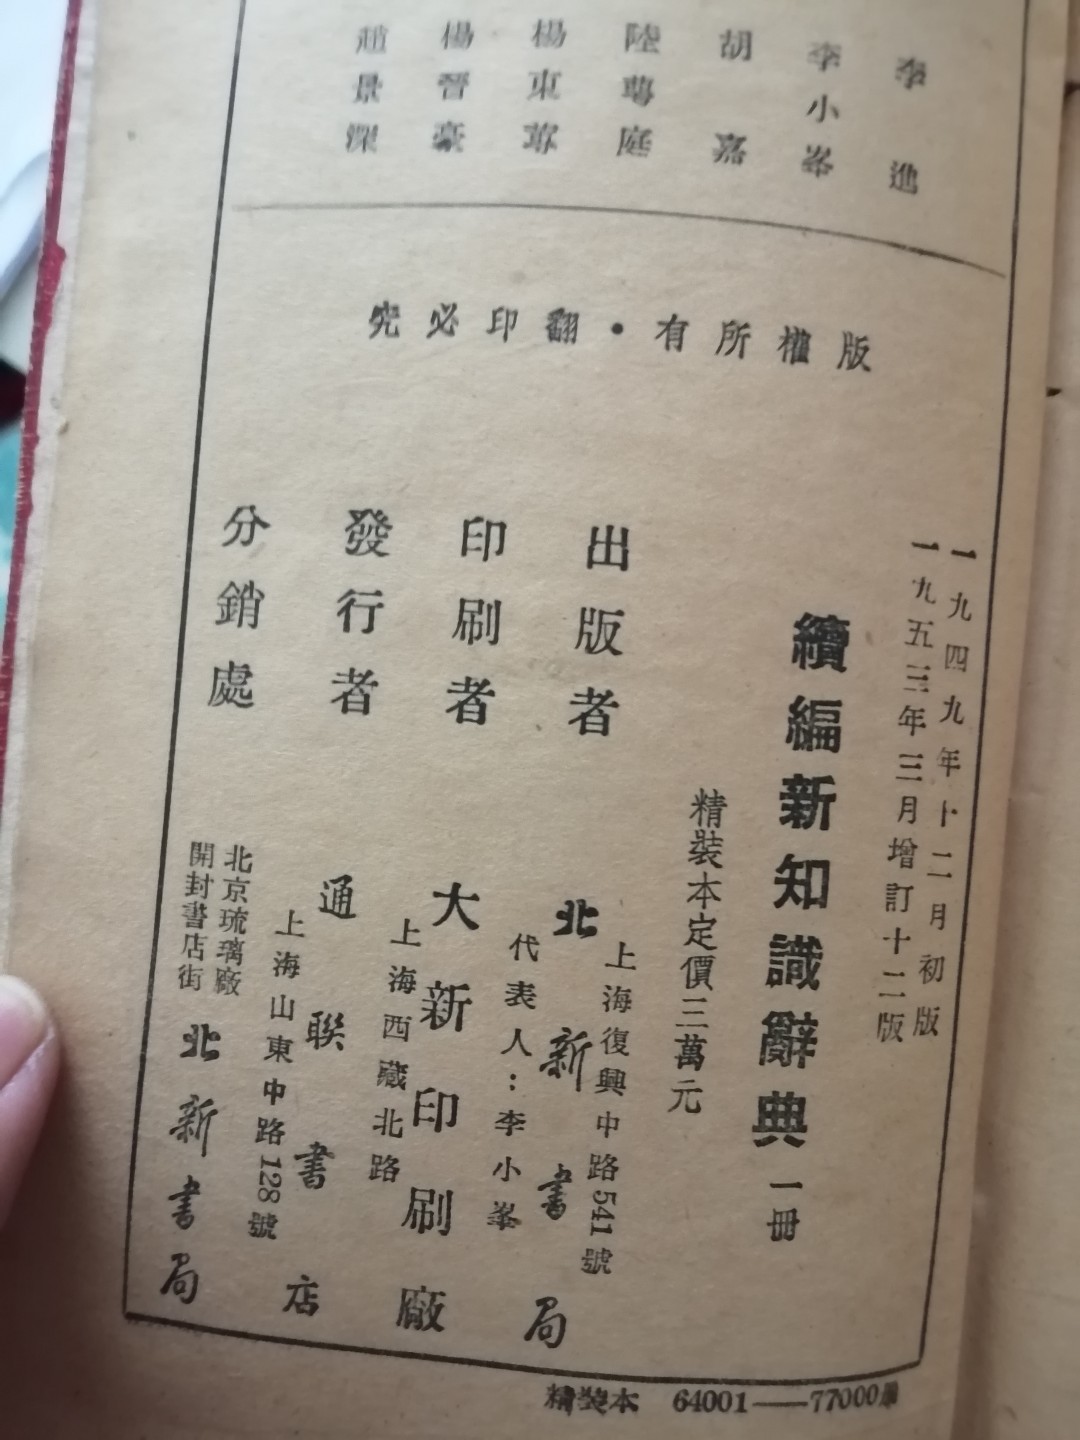 李進
李小峯
胡嘉
陸蕚庭
楊東蓴
楊晉豪
趙景深
版權所有·翻印必究
一九四九年十二月初版
一九五三年三月增訂十二版
續編新知識辭典一冊
精裝本定價三萬元
出版者
上海復興中路541號
北新書局
代表人:李小峯
印刷者
大新印刷廠
上海西藏北路
發行者
通聯書店
上海山東中路128號
分銷處
北京琉璃廠
開封書店街
北新書局
精裝本 64001——77000